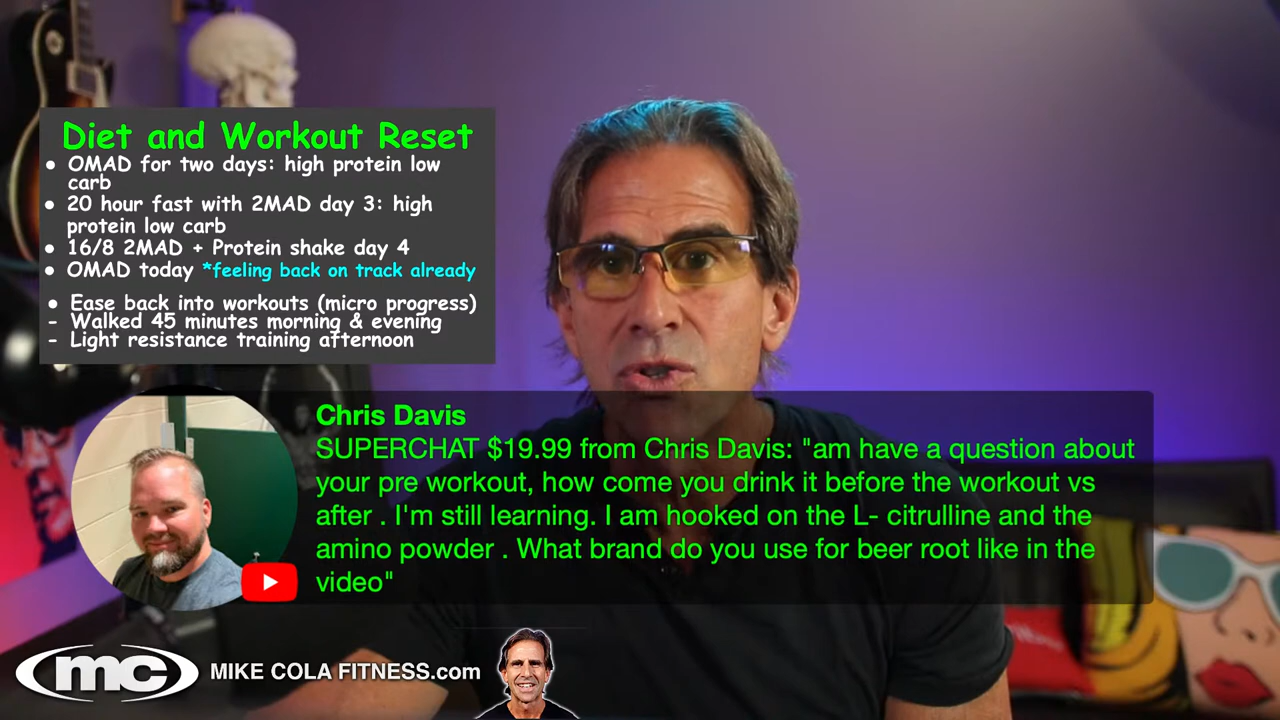 Diet and Workout Reset
• OMAD for two days: high protein low
carb
• 20 hour fast with 2MAD day 3: high
protein low carb
• 16/8 2MAD + Protein shake day 4
• OMAD today *feeling back on track already
• Ease back into workouts (micro progress)
- Walked 45 minutes morning & evening
- Light resistance training afternoon
Chris Davis
SUPERCHAT $19.99 from Chris Davis: "am have a question about
your pre workout, how come you drink it before the workout vs
after . I'm still learning. I am hooked on the L- citrulline and the
amino powder . What brand do you use for beer root like in the
video"
mc MIKE COLA FITNESS.com